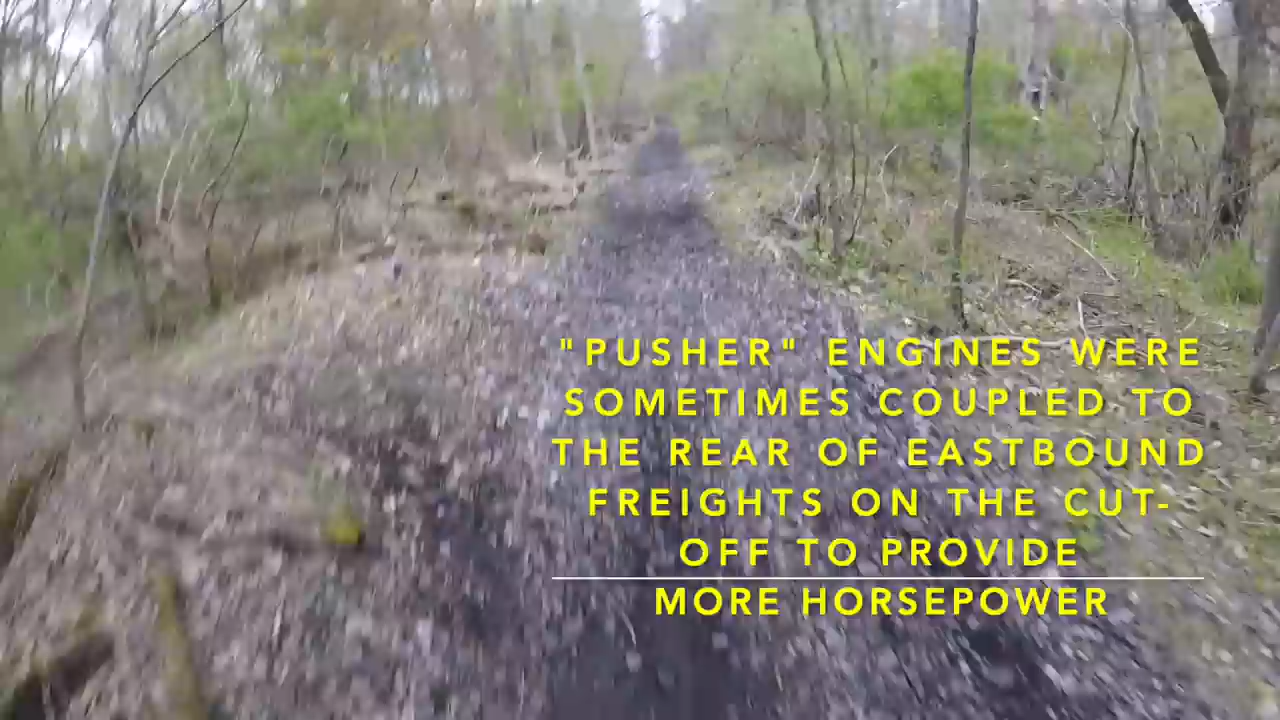 "PUSHER" ENGINES WERE
SOMETIMES COUPLED TO
THE REAR OF EASTBOUND
FREIGHTS ON THE CUT-
OFF TO PROVIDE
MORE HORSEPOWER